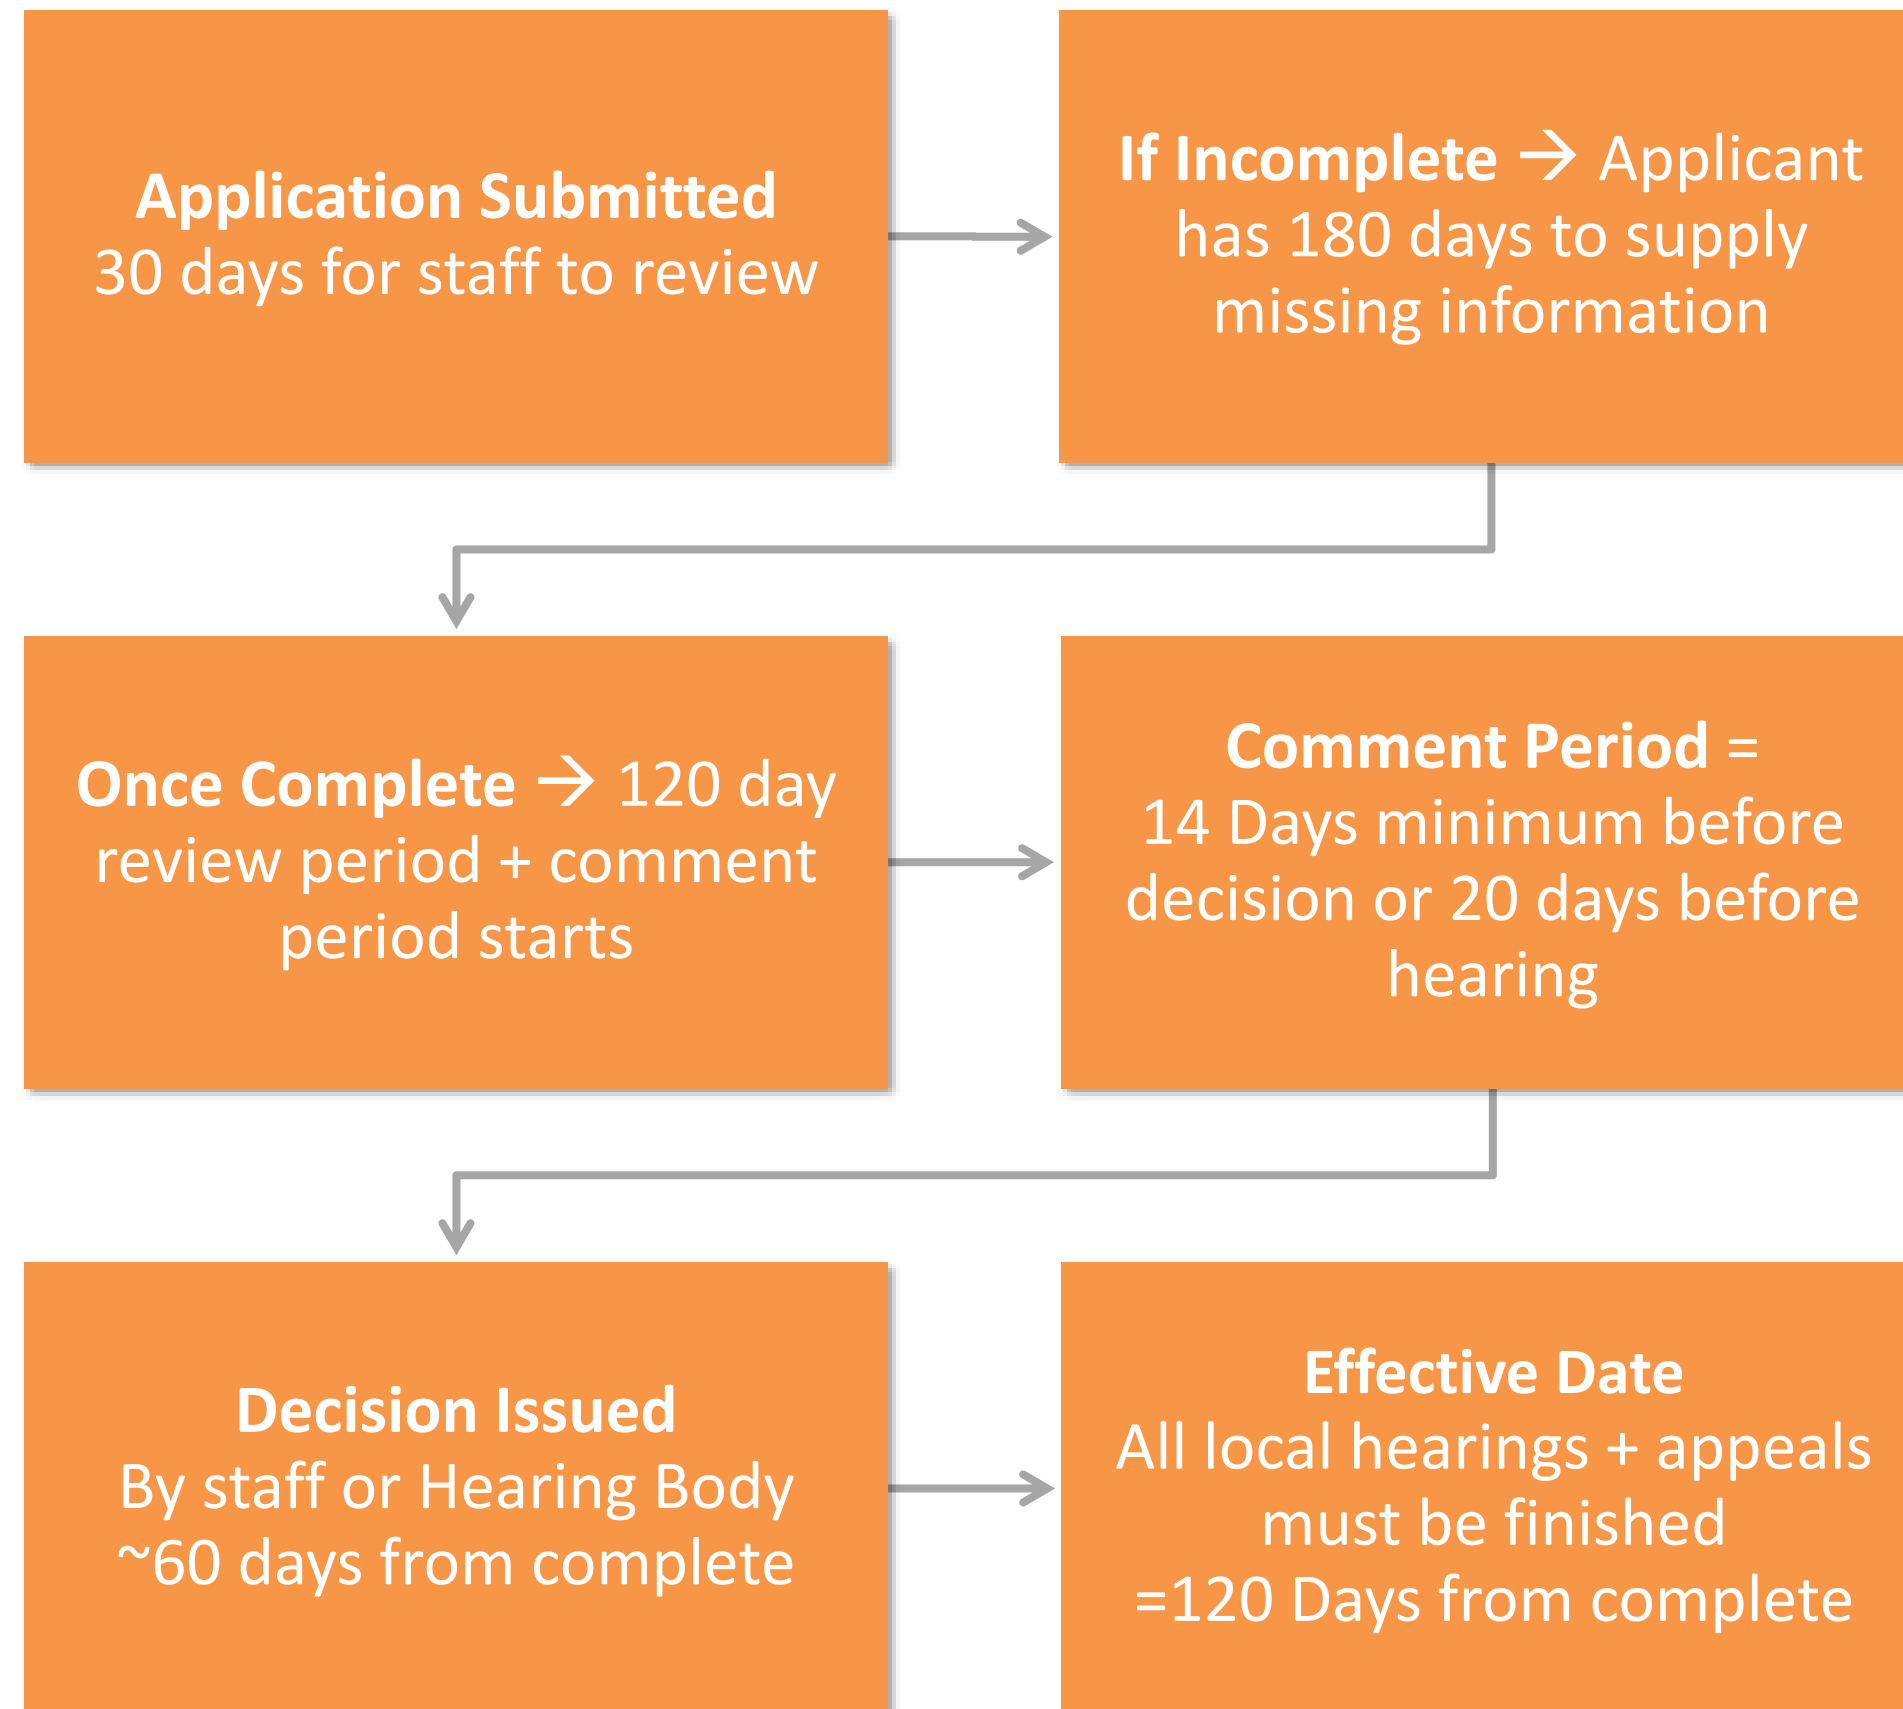 Application Submitted
30 days for staff to review
If Incomplete → Applicant
has 180 days to supply
missing information
Once Complete → 120 day
review period + comment
period starts
Comment Period =
14 Days minimum before
decision or 20 days before
hearing
Decision Issued
By staff or Hearing Body
~60 days from complete
Effective Date
All local hearings + appeals
must be finished
=120 Days from complete